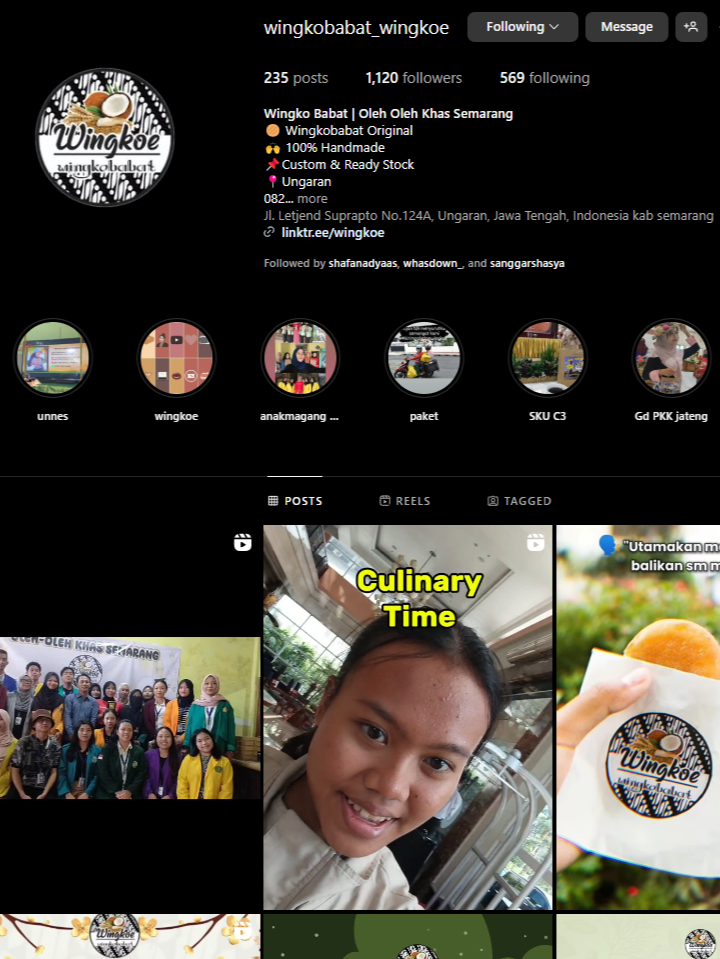 wingkobabat_wingkoe
Following
Message
235 posts
1,120 followers
569 following
Wingko Babat | Oleh Oleh Khas Semarang
Wingkobabat Original
100% Handmade
Custom & Ready Stock
Ungaran
082... more
Jl. Letjend Suprapto No.124A, Ungaran, Jawa Tengah, Indonesia kab semarang
linktr.ee/wingkoe
Followed by shafanadyaas, whasdown_, and sanggarshasya
Wingkoe
wingkobabat
unnes
wingkoe
anakmagang ...
paket
SKU C3
Gd PKK jateng
POSTS
REELS
TAGGED
OLEH-OLEH KHAS SEMARANG
Culinary
Time
"Utamakan
balikan sm
Wingkoe
wingkobabat
Wingkoe